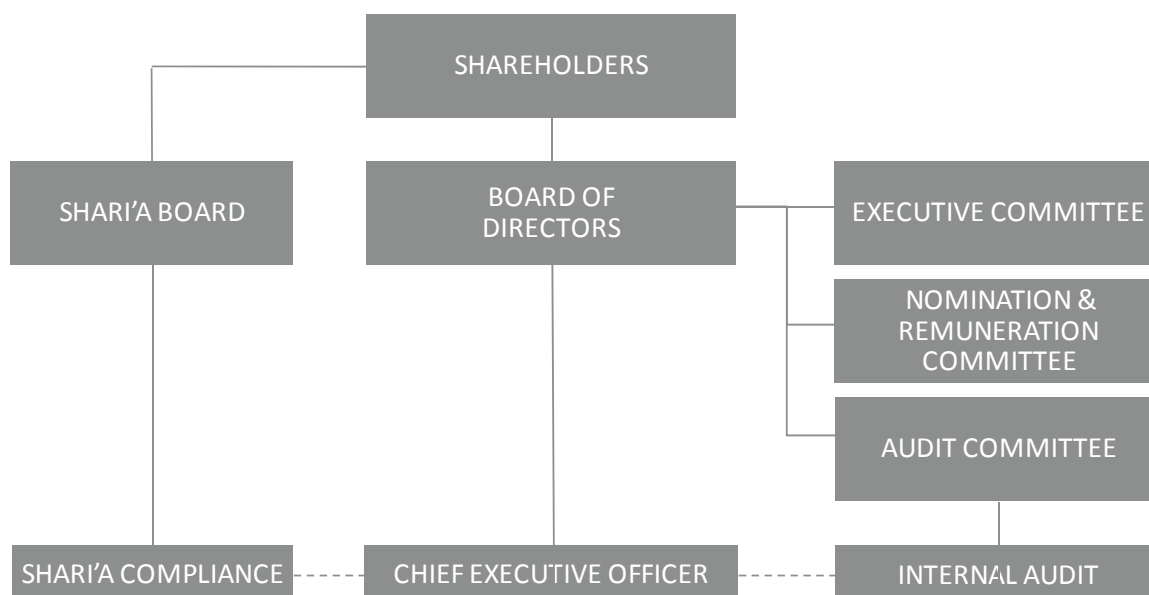 SHAREHOLDERS
SHARI’A BOARD
BOARD OF
DIRECTORS
EXECUTIVE COMMITTEE
NOMINATION &
REMUNERATION
COMMITTEE
AUDIT COMMITTEE
SHARI’A COMPLIANCE
CHIEF EXECUTIVE OFFICER
INTERNAL AUDIT